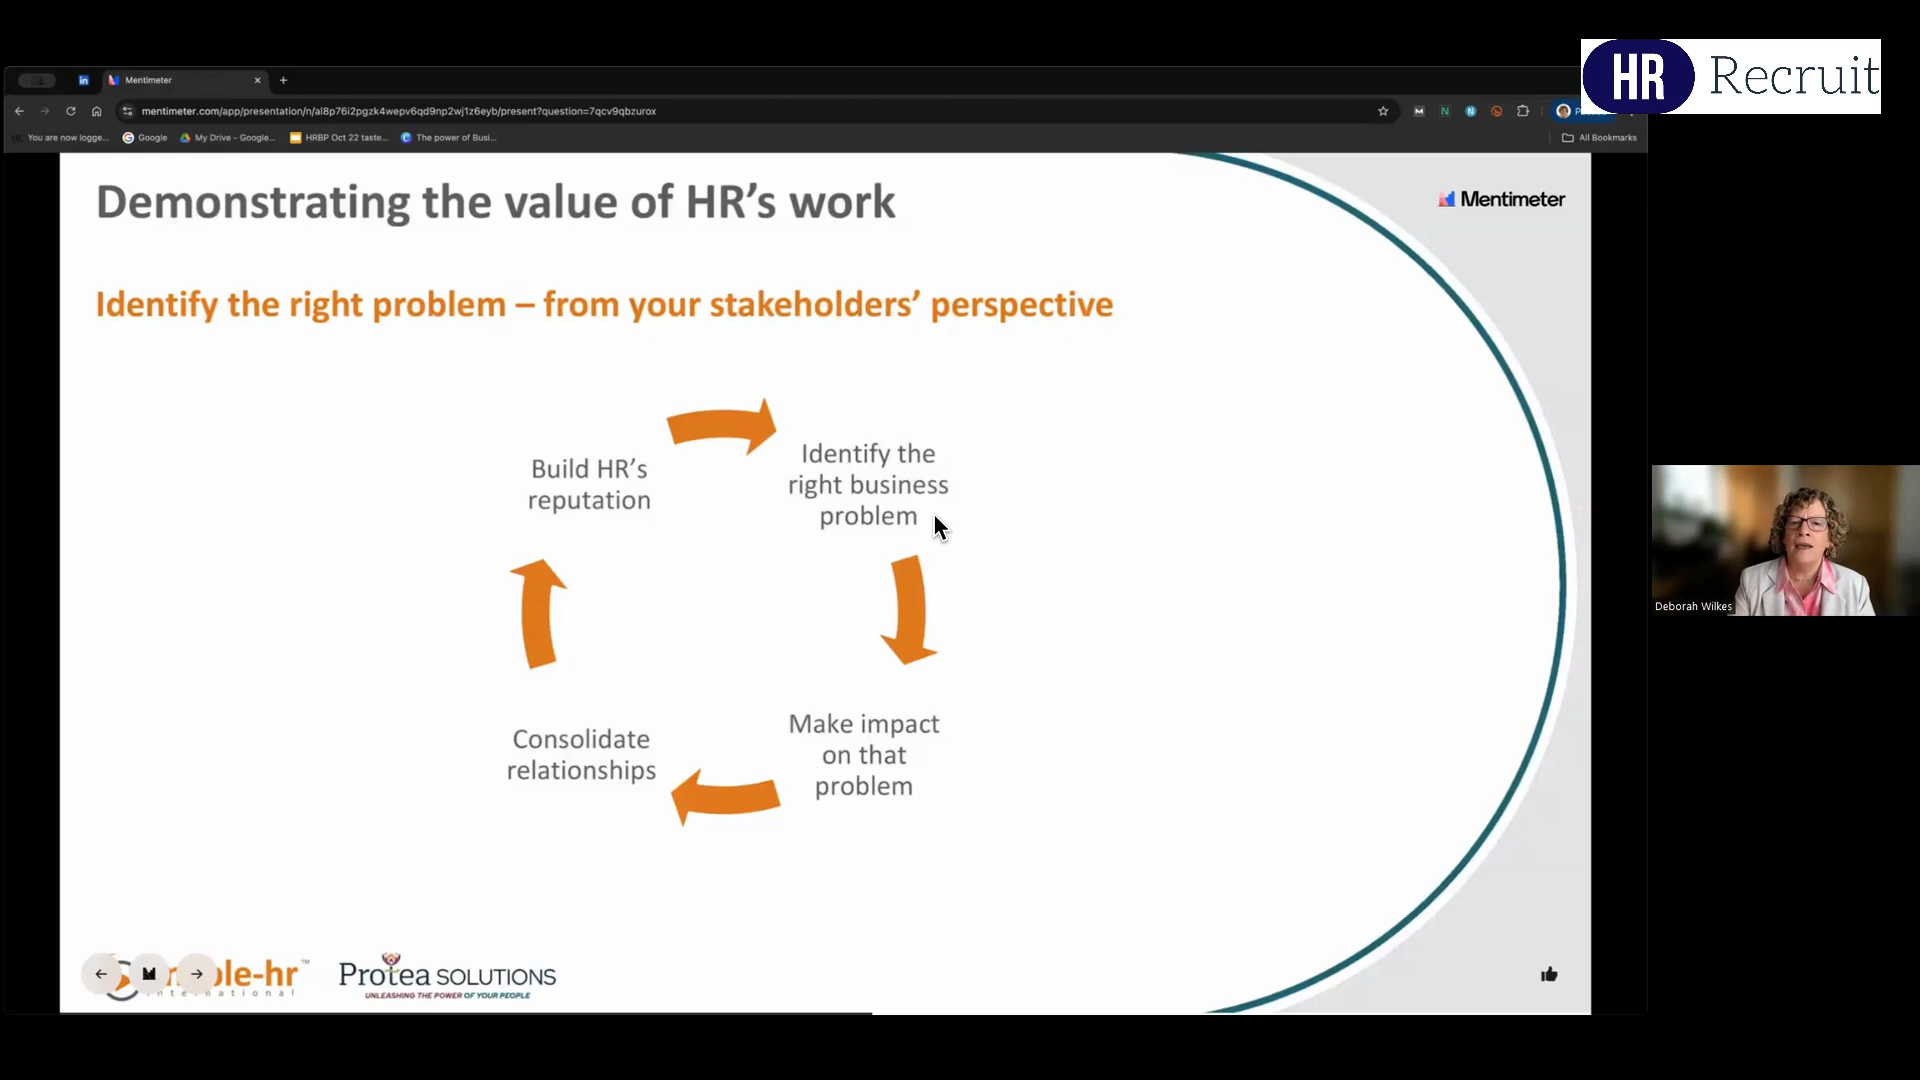 HR Recruit
Mentimeter
mentimeter.com/app/presentation/n/al8p76i2pgzk4wepv6qd9np2wj1z6eyb/present?question=7qcv9qbzurox
You are now logge...
Google
My Drive - Google...
HRBP Oct 22 taste...
The power of Busi...
All Bookmarks
Demonstrating the value of HR’s work
Mentimeter
Identify the right problem – from your stakeholders’ perspective
Build HR’s
reputation
Identify the
right business
problem
Make impact
on that
problem
Consolidate
relationships
Deborah Wilkes
Protea SOLUTIONS
UNLEASHING THE POWER OF YOUR PEOPLE